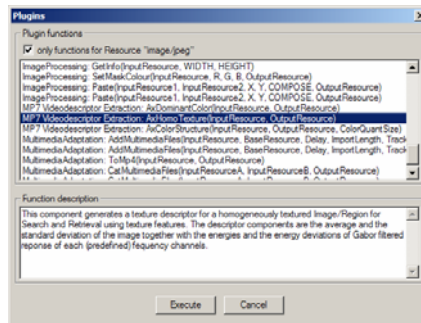 Plugins
Plugin functions
only functions for Resource "image/jpeg"
ImageProcessing: GetInfo(InputResource, WIDTH, HEIGHT)
ImageProcessing: SetMaskColour(InputResource, R, G, B, OutputResource)
ImageProcessing: Paste(InputResource1, InputResource2, X, Y, COMPOSE, OutputResource)
ImageProcessing: Paste(InputResource1, InputResource2, X, Y, COMPOSE, OutputResource)
MP7 Videodescriptor Extraction: AxDominantColor(InputResource, OutputResource)
MP7 Videodescriptor Extraction: AxHomoTexture(InputResource, OutputResource)
MP7 Videodescriptor Extraction: AxColorStructure(InputResource, OutputResource, ColorQuantSize)
MultimediaAdaptation: AddMultimediaFiles(InputResource, BaseResource, Delay, ImportLength, Track
MultimediaAdaptation: AddMultimediaFiles(InputResource, BaseResource, Delay, ImportLength, Track
MultimediaAdaptation: ToMp4(InputResource, OutputResource)
MultimediaAdaptation: CatMultimediaFiles(InputResourceA, InputResourceB, OutputResource)
Function description
This component generates a texture descriptor for a homogeneously textured Image/Region for
Search and Retrieval using texture features. The descriptor components are the average and the
standard deviation of the image together with the energies and the energy deviations of Gabor filtered
reponse of each (predefined) fequency channels.
Execute
Cancel